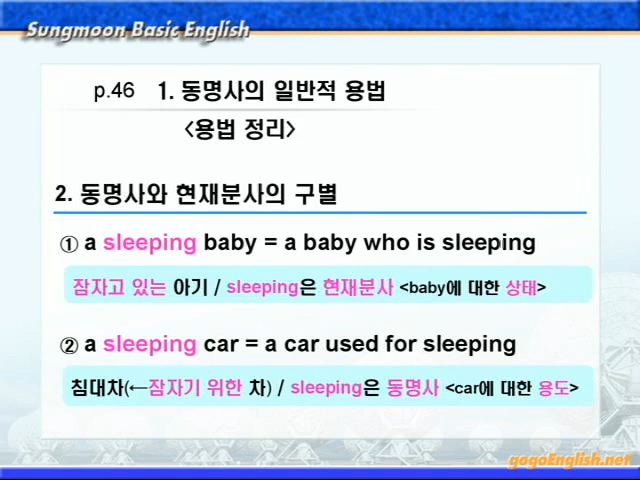 Sungmoon Basic English
p.46 1. 동명사의 일반적 용법
<용법 정리>
2. 동명사와 현재분사의 구별
① a sleeping baby = a baby who is sleeping
잠자고 있는 아기 / sleeping은 현재분사 <baby에 대한 상태>
② a sleeping car = a car used for sleeping
침대차(←잠자기 위한 차) / sleeping은 동명사 <car에 대한 용도>
gogoEnglish.net